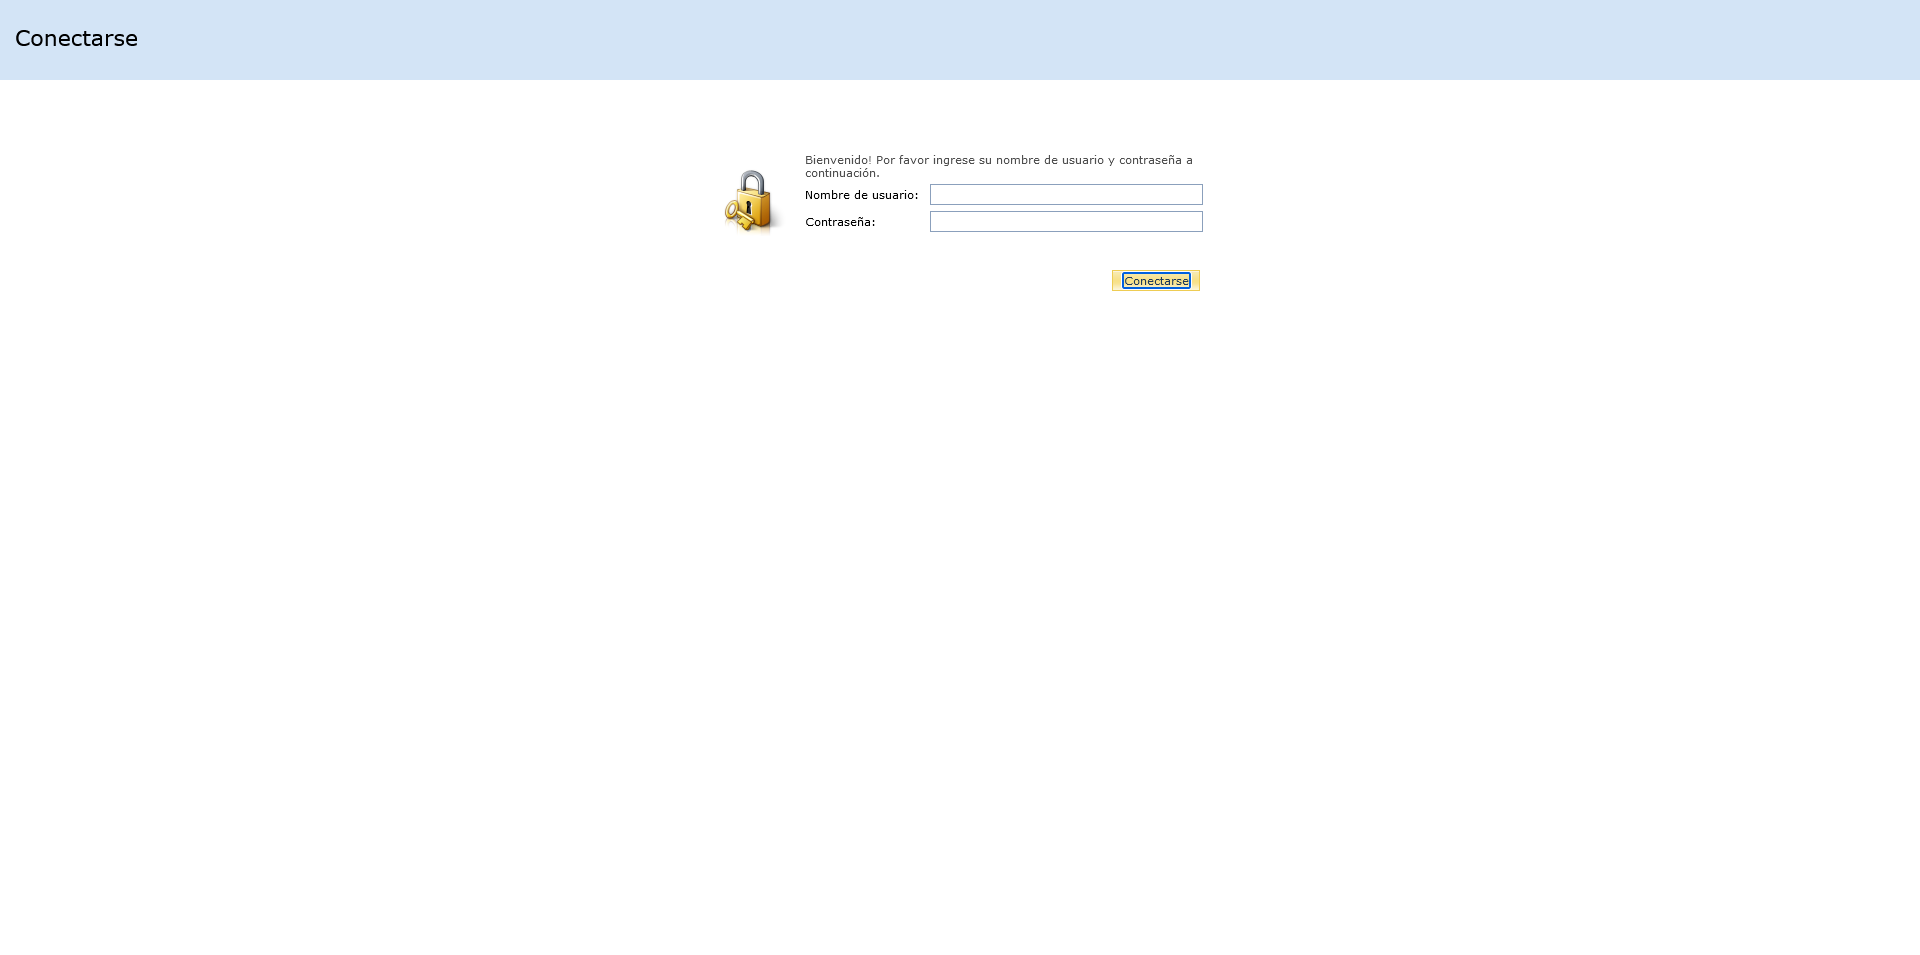 Conectarse
Bienvenido! Por favor ingrese su nombre de usuario y contraseña a
continuación.
Nombre de usuario:
Contraseña:
Conectarse